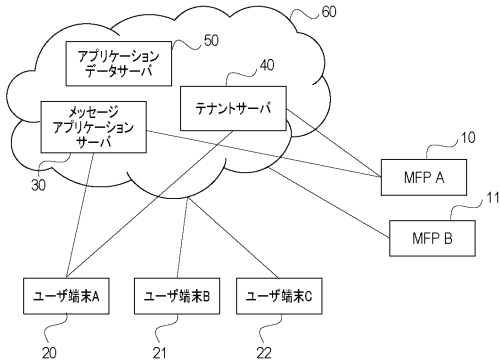 60
アプリケーション
データサーバ
50
40
テナントサーバ
メッセージ
アプリケーション
サーバ
30
10
MFP A
11
MFP B
ユーザ端末A
ユーザ端末B
ユーザ端末C
20
21
22